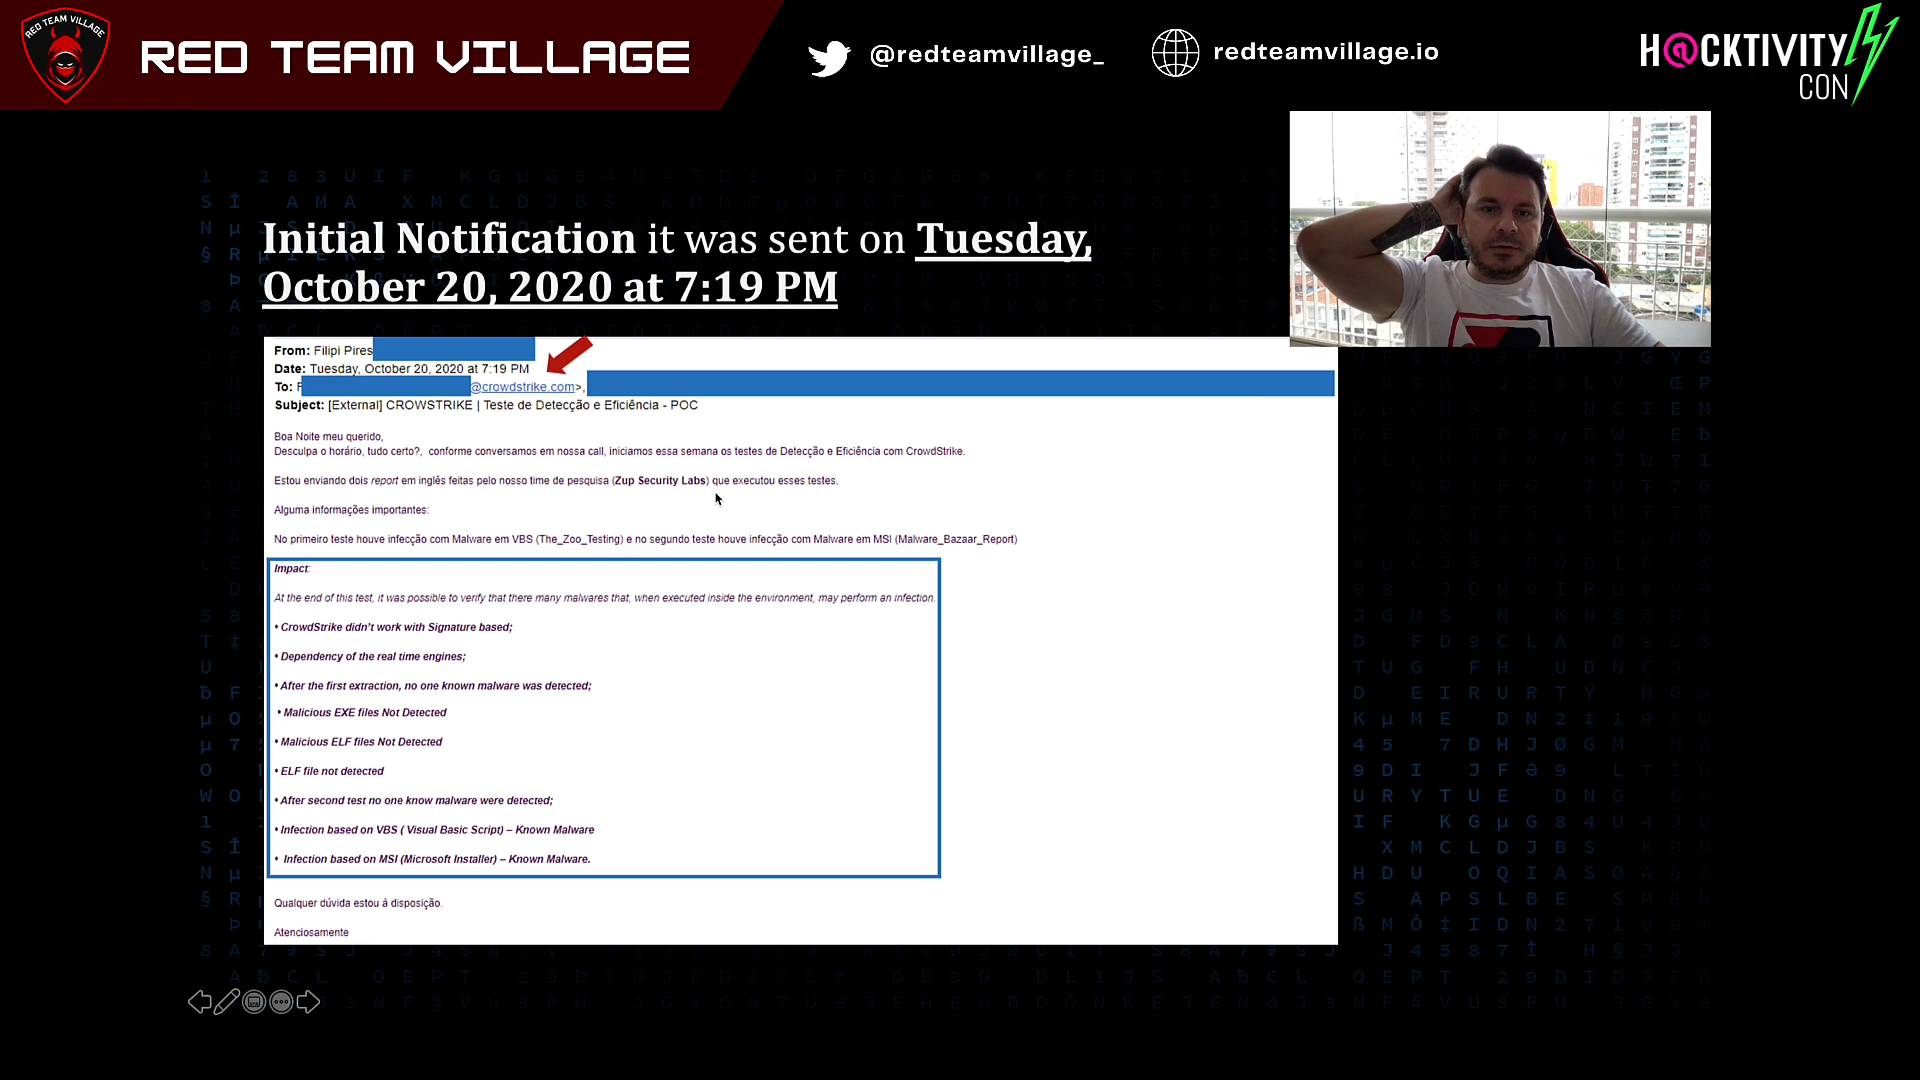 RED TEAM VILLAGE
RED TEAM VILLAGE
@redteamvillage_
redteamvillage.io
H@CKTIVITY
CON
Initial Notification it was sent on Tuesday,
October 20, 2020 at 7:19 PM
From: Filipi Pires
Date: Tuesday, October 20, 2020 at 7:19 PM
To: F @crowdstrike.com>,
Subject: [External] CROWSTRIKE | Teste de Detecção e Eficiência - POC
Boa Noite meu querido,
Desculpa o horário, tudo certo?, conforme conversamos em nossa call, iniciamos essa semana os testes de Detecção e Eficiência com CrowdStrike.
Estou enviando dois report em inglês feitas pelo nosso time de pesquisa (Zup Security Labs) que executou esses testes.
Alguma informações importantes:
No primeiro teste houve infecção com Malware em VBS (The_Zoo_Testing) e no segundo teste houve infecção com Malware em MSI (Malware_Bazaar_Report)
Impact:
At the end of this test, it was possible to verify that there many malwares that, when executed inside the environment, may perform an infection.
• CrowdStrike didn't work with Signature based;
• Dependency of the real time engines;
• After the first extraction, no one known malware was detected;
• Malicious EXE files Not Detected
• Malicious ELF files Not Detected
• ELF file not detected
• After second test no one know malware were detected;
• Infection based on VBS ( Visual Basic Script) – Known Malware
• Infection based on MSI (Microsoft Installer) – Known Malware.
Qualquer dúvida estou à disposição.
Atenciosamente